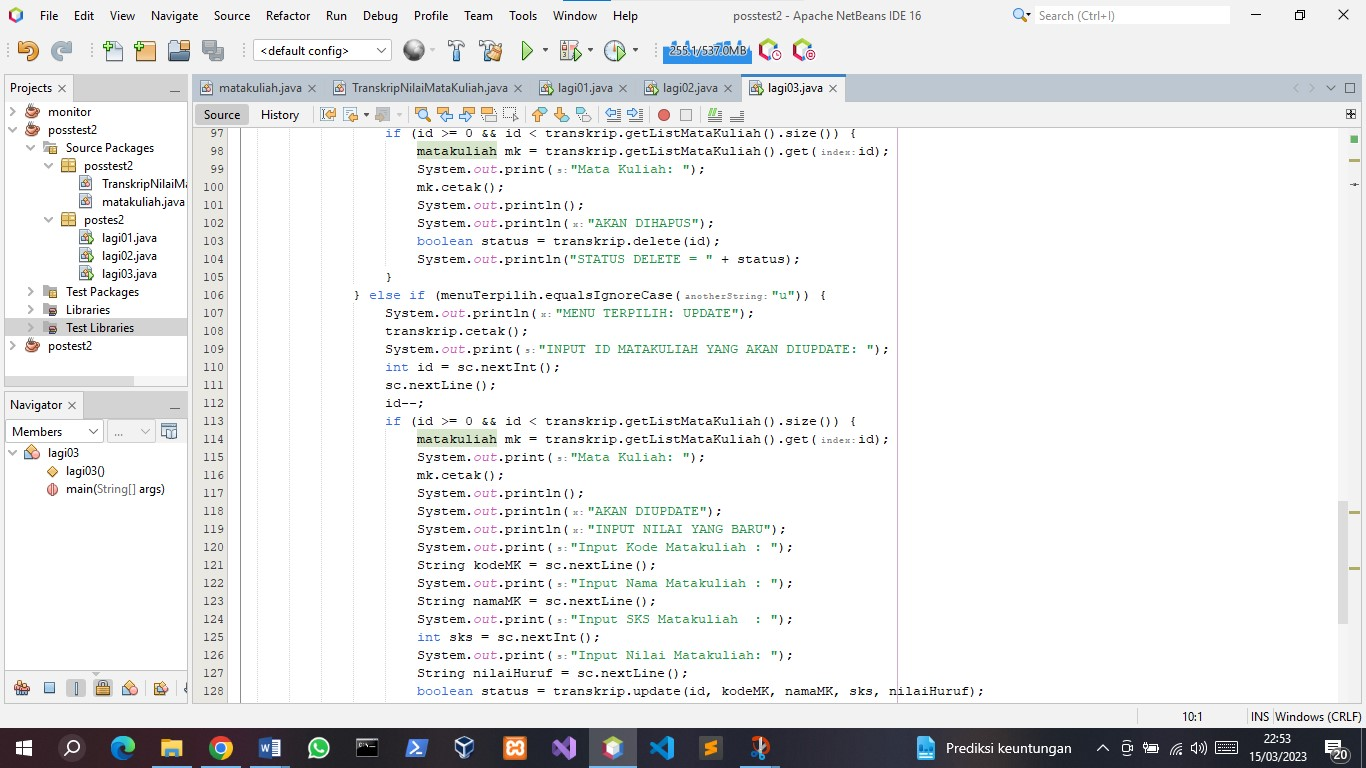 File Edit View Navigate Source Refactor Run Debug Profile Team Tools Window Help posstest2 - Apache NetBeans IDE 16 Search (Ctrl+I)
<default config> 255.1/537.0MB
Projects matakuliah.java TranskripNilaiMataKuliah.java lagi01.java lagi02.java lagi03.java
monitor
posstest2
Source Packages
posstest2
TranskripNilaiMa
matakuliah.java
postes2
lagi01.java
lagi02.java
lagi03.java
Test Packages
Libraries
Test Libraries
postest2
Navigator
Members ...
lagi03
lagi03()
main(String[] args)
Source History
97 if (id >= 0 && id < transkrip.getListMataKuliah().size()) {
98 matakuliah mk = transkrip.getListMataKuliah().get(index:id);
99 System.out.print(s:"Mata Kuliah: ");
100 mk.cetak();
101 System.out.println();
102 System.out.println(x:"AKAN DIHAPUS");
103 boolean status = transkrip.delete(id);
104 System.out.println("STATUS DELETE = " + status);
105 }
106 } else if (menuTerpilih.equalsIgnoreCase(anotherString:"u")) {
107 System.out.println(x:"MENU TERPILIH: UPDATE");
108 transkrip.cetak();
109 System.out.print(s:"INPUT ID MATAKULIAH YANG AKAN DIUPDATE: ");
110 int id = sc.nextInt();
111 sc.nextLine();
112 id--;
113 if (id >= 0 && id < transkrip.getListMataKuliah().size()) {
114 matakuliah mk = transkrip.getListMataKuliah().get(index:id);
115 System.out.print(s:"Mata Kuliah: ");
116 mk.cetak();
117 System.out.println();
118 System.out.println(x:"AKAN DIUPDATE");
119 System.out.println(x:"INPUT NILAI YANG BARU");
120 System.out.print(s:"Input Kode Matakuliah : ");
121 String kodeMK = sc.nextLine();
122 System.out.print(s:"Input Nama Matakuliah : ");
123 String namaMK = sc.nextLine();
124 System.out.print(s:"Input SKS Matakuliah  : ");
125 int sks = sc.nextInt();
126 System.out.print(s:"Input Nilai Matakuliah: ");
127 String nilaiHuruf = sc.nextLine();
128 boolean status = transkrip.update(id, kodeMK, namaMK, sks, nilaiHuruf);
10:1 INS Windows (CRLF)
Prediksi keuntungan 22:53
15/03/2023 20